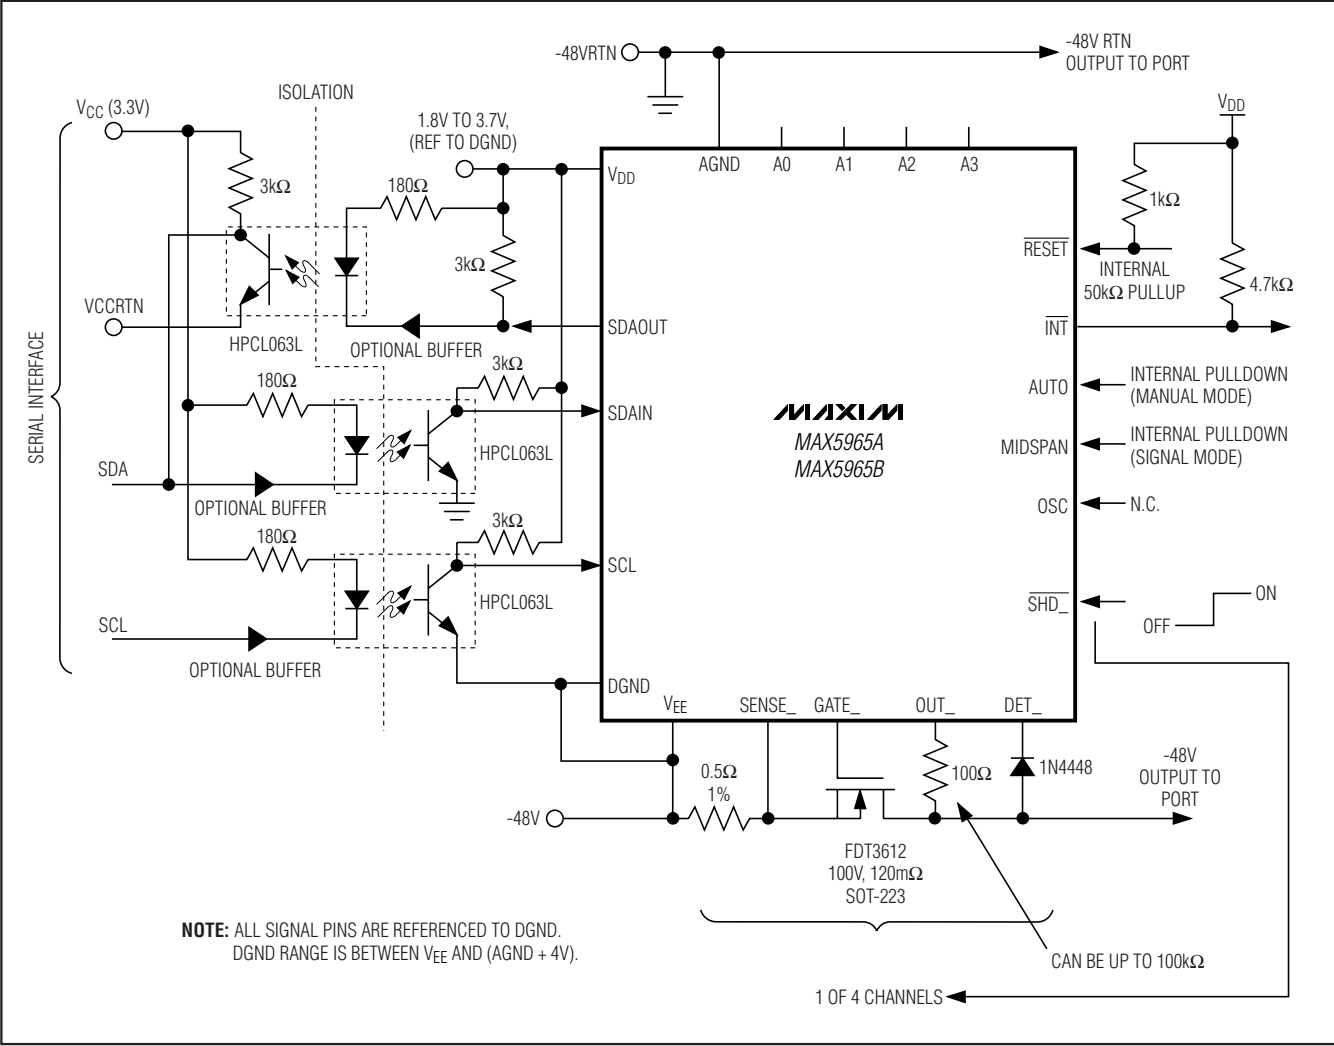 -48VRTN
-48V RTN
OUTPUT TO PORT
ISOLATION
VCC (3.3V)
1.8V TO 3.7V,
(REF TO DGND)
VDD
AGND
A0
A1
A2
A3
VDD
3kΩ
180Ω
1kΩ
3kΩ
RESET
INTERNAL
50kΩ PULLUP
4.7kΩ
VCCRTN
HPCL063L
OPTIONAL BUFFER
SDAOUT
INT
SERIAL INTERFACE
180Ω
3kΩ
SDAIN
HPCL063L
MAXIM
MAX5965A
MAX5965B
AUTO
INTERNAL PULLDOWN
(MANUAL MODE)
MIDSPAN
INTERNAL PULLDOWN
(SIGNAL MODE)
SDA
OPTIONAL BUFFER
OSC
N.C.
180Ω
3kΩ
SCL
HPCL063L
SHD_
ON
OFF
SCL
OPTIONAL BUFFER
DGND
VEE
SENSE_
GATE_
OUT_
DET_
0.5Ω
1%
100Ω
1N4448
-48V
OUTPUT TO
PORT
-48V
FDT3612
100V, 120mΩ
SOT-223
NOTE: ALL SIGNAL PINS ARE REFERENCED TO DGND.
DGND RANGE IS BETWEEN VEE AND (AGND + 4V).
CAN BE UP TO 100kΩ
1 OF 4 CHANNELS